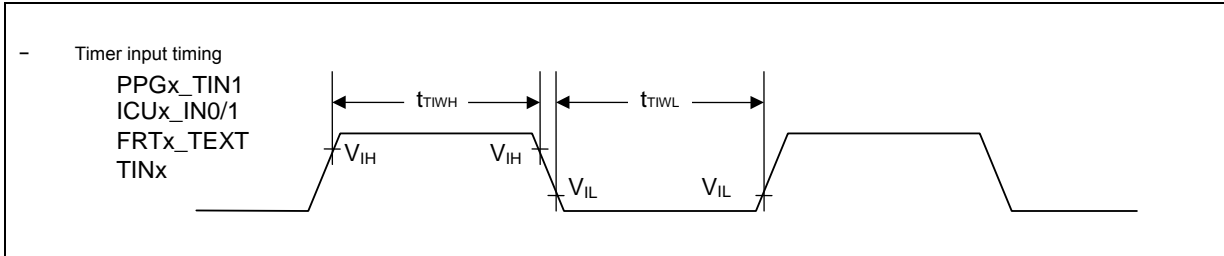 – Timer input timing
PPGx_TIN1
ICUx_IN0/1
FRTx_TEXT
TINx
tTIWH tTIWL
VIH VIH
VIL VIL